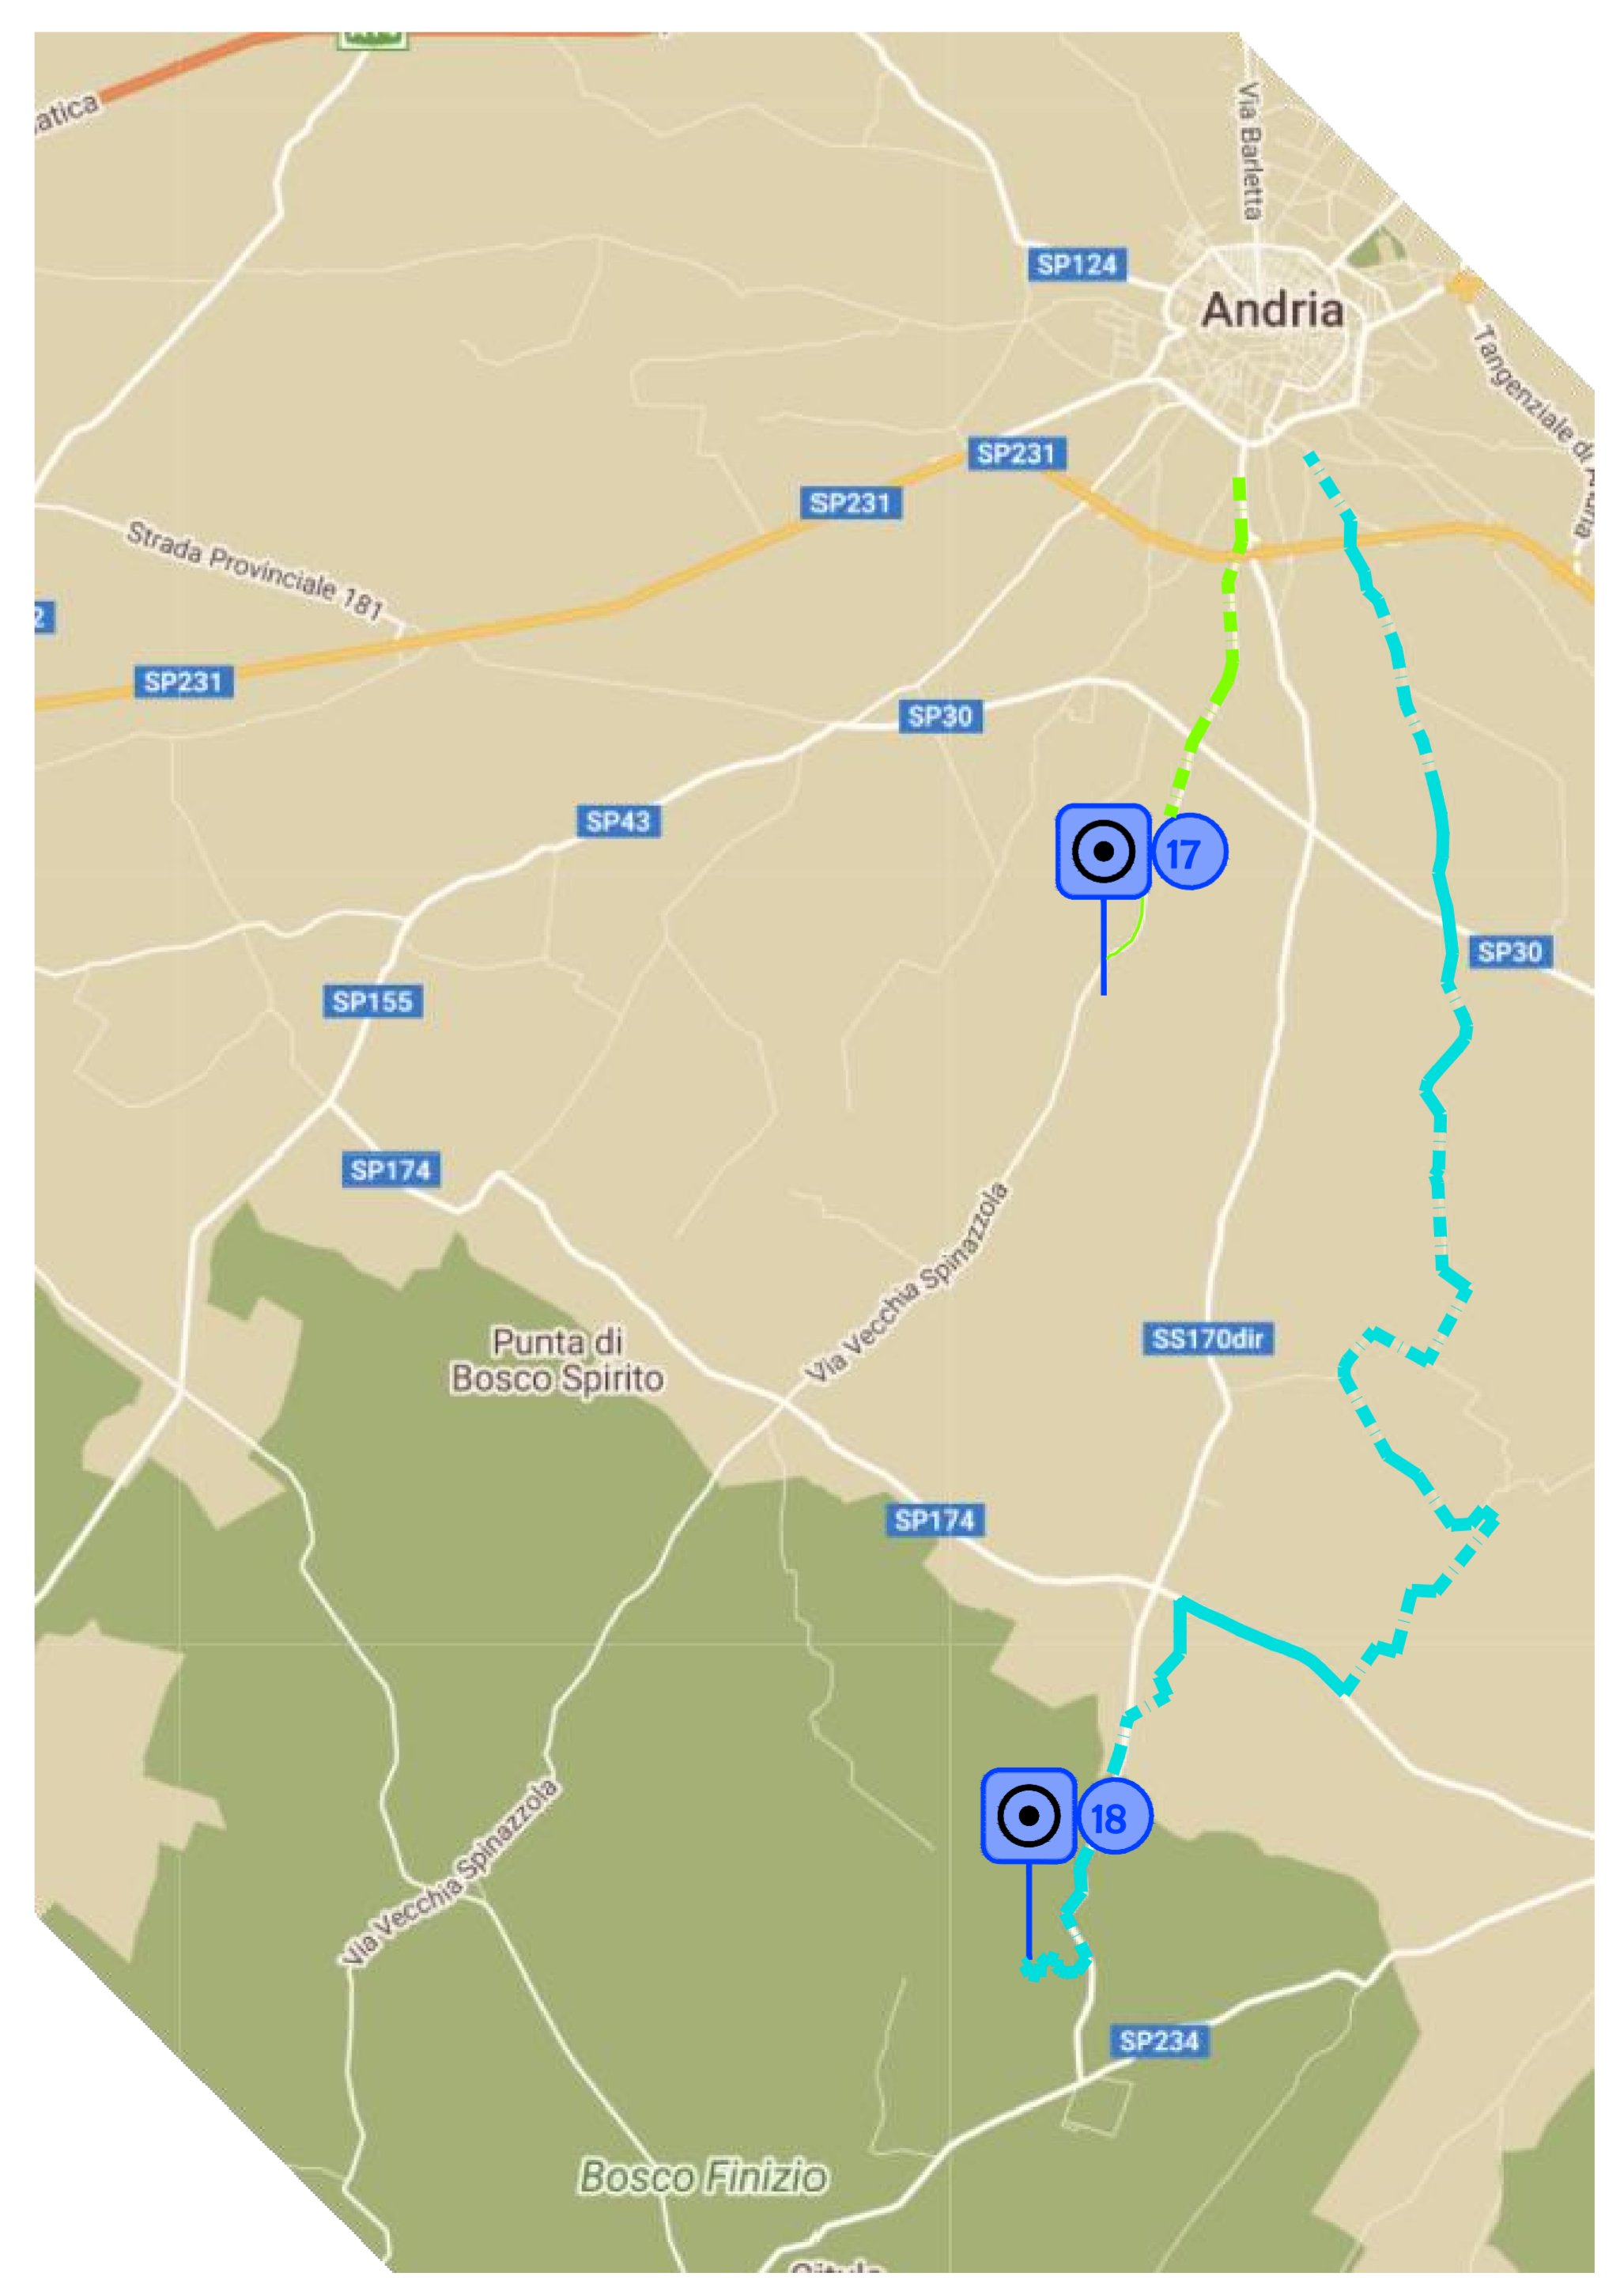 atica
Via Barletta
SP124
Andria
Tangenziale di Andria
SP231
SP231
Strada Provinciale 181
2
SP231
SP30
SP43
17
SP30
SP155
SP174
Via Vecchia Spinazzola
Punta di
Bosco Spirito
SS170dir
SP174
Via Vecchia Spinazzola
18
SP234
Bosco Finizio